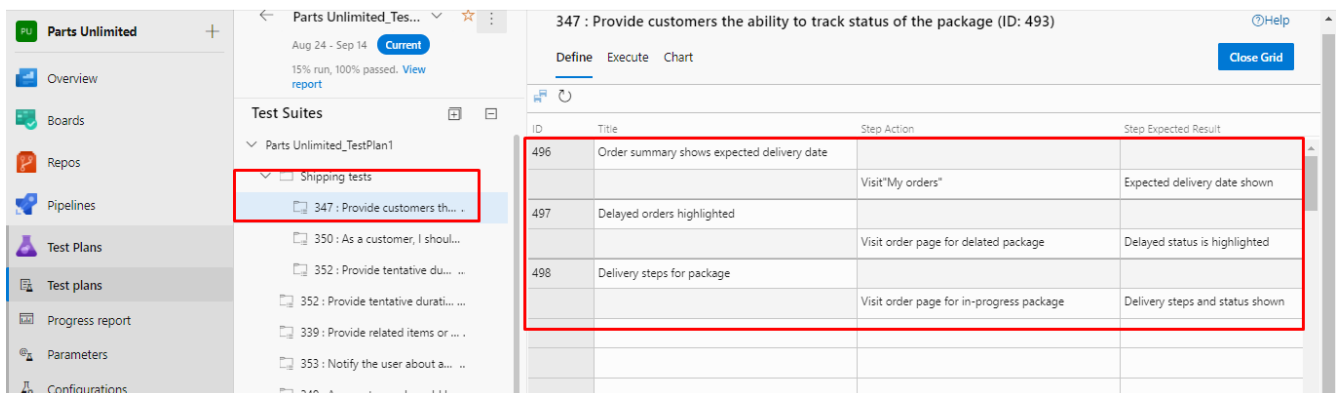 PU Parts Unlimited
Overview
Boards
Repos
Pipelines
Test Plans
Test plans
Progress report
Parameters
Configurations
Parts Unlimited_Tes...
Aug 24 - Sep 14 Current
15% run, 100% passed. View
report
Test Suites
Parts Unlimited_TestPlan1
Shipping tests
347 : Provide customers th... ..
350 : As a customer, I shoul...
352 : Provide tentative du... ...
352 : Provide tentative durati... ...
339 : Provide related items or ... .
353 : Notify the user about a... ..
347 : Provide customers the ability to track status of the package (ID: 493)
Help
Define Execute Chart
Close Grid
ID Title Step Action Step Expected Result
496 Order summary shows expected delivery date
Visit"My orders" Expected delivery date shown
497 Delayed orders highlighted
Visit order page for delated package Delayed status is highlighted
498 Delivery steps for package
Visit order page for in-progress package Delivery steps and status shown